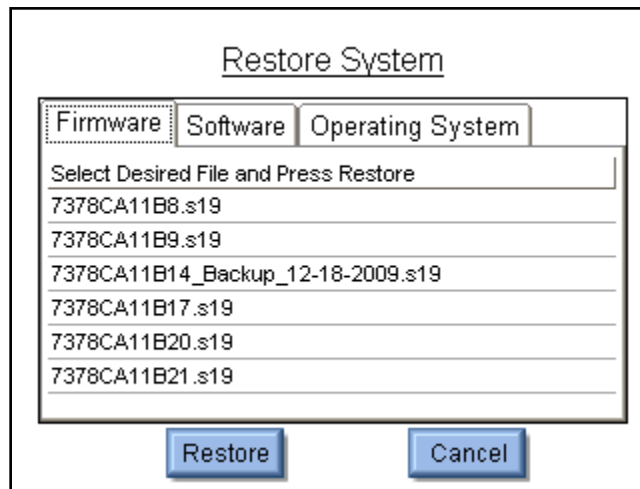 Restore System
Firmware Software Operating System
Select Desired File and Press Restore
7378CA11B8.s19
7378CA11B9.s19
7378CA11B14_Backup_12-18-2009.s19
7378CA11B17.s19
7378CA11B20.s19
7378CA11B21.s19
Restore Cancel